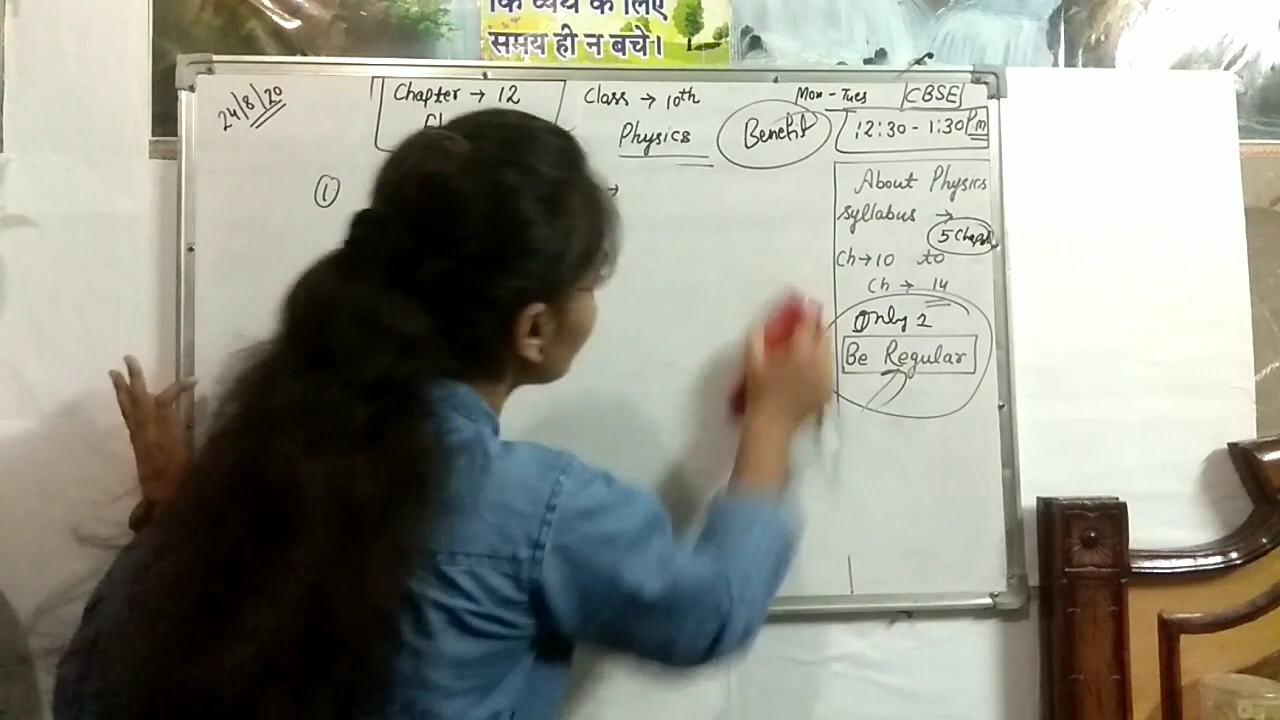 कि व्यर्थ के लिए
समय ही न बचे।
24/8/20
Chapter → 12
Class → 10th
Physics
Benefit
Mon - Tues
CBSE
12:30 - 1:30 Pm
①
→
About Physics
syllabus →
5 Chap
Ch → 10 to
Ch → 14
Only 2
Be Regular